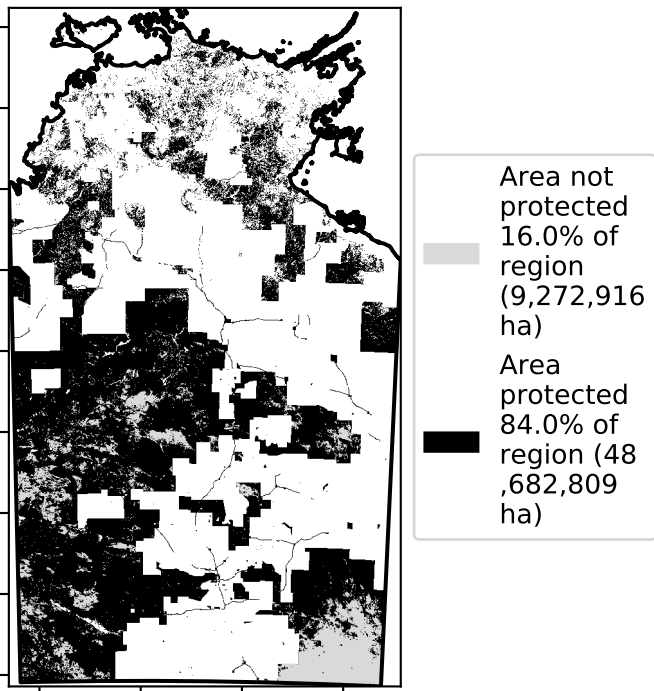 Area not
protected
16.0% of
region
(9,272,916
ha)
Area
protected
84.0% of
region (48
,682,809
ha)